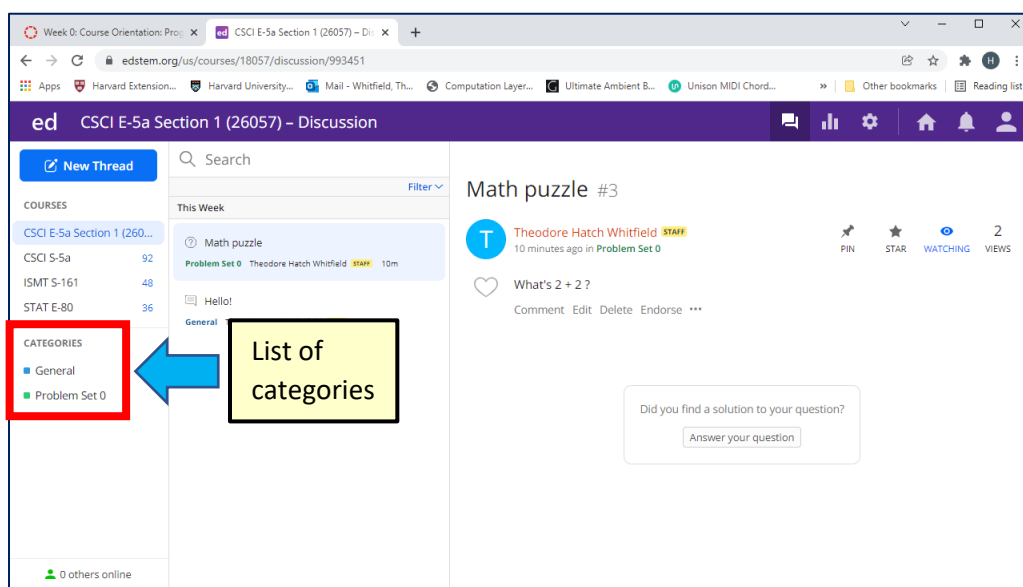 Week 0: Course Orientation: Prog
ed CSCI E-5a Section 1 (26057) – Dis
edstem.org/us/courses/18057/discussion/993451
H
Apps Harvard Extension... Harvard University... Mail - Whitfield, Th... Computation Layer... Ultimate Ambient B... Unison MIDI Chord... » Other bookmarks Reading list
ed CSCI E-5a Section 1 (26057) – Discussion
New Thread
COURSES
CSCI E-5a Section 1 (260...
CSCI S-5a 92
ISMT S-161 48
STAT E-80 36
CATEGORIES
General
Problem Set 0
0 others online
Search
Filter
This Week
Math puzzle
Problem Set 0 Theodore Hatch Whitfield STAFF 10m
Hello!
General
List of
categories
Math puzzle #3
T
Theodore Hatch Whitfield STAFF
10 minutes ago in Problem Set 0
PIN STAR WATCHING 2 VIEWS
What's 2 + 2 ?
Comment Edit Delete Endorse •••
Did you find a solution to your question?
Answer your question